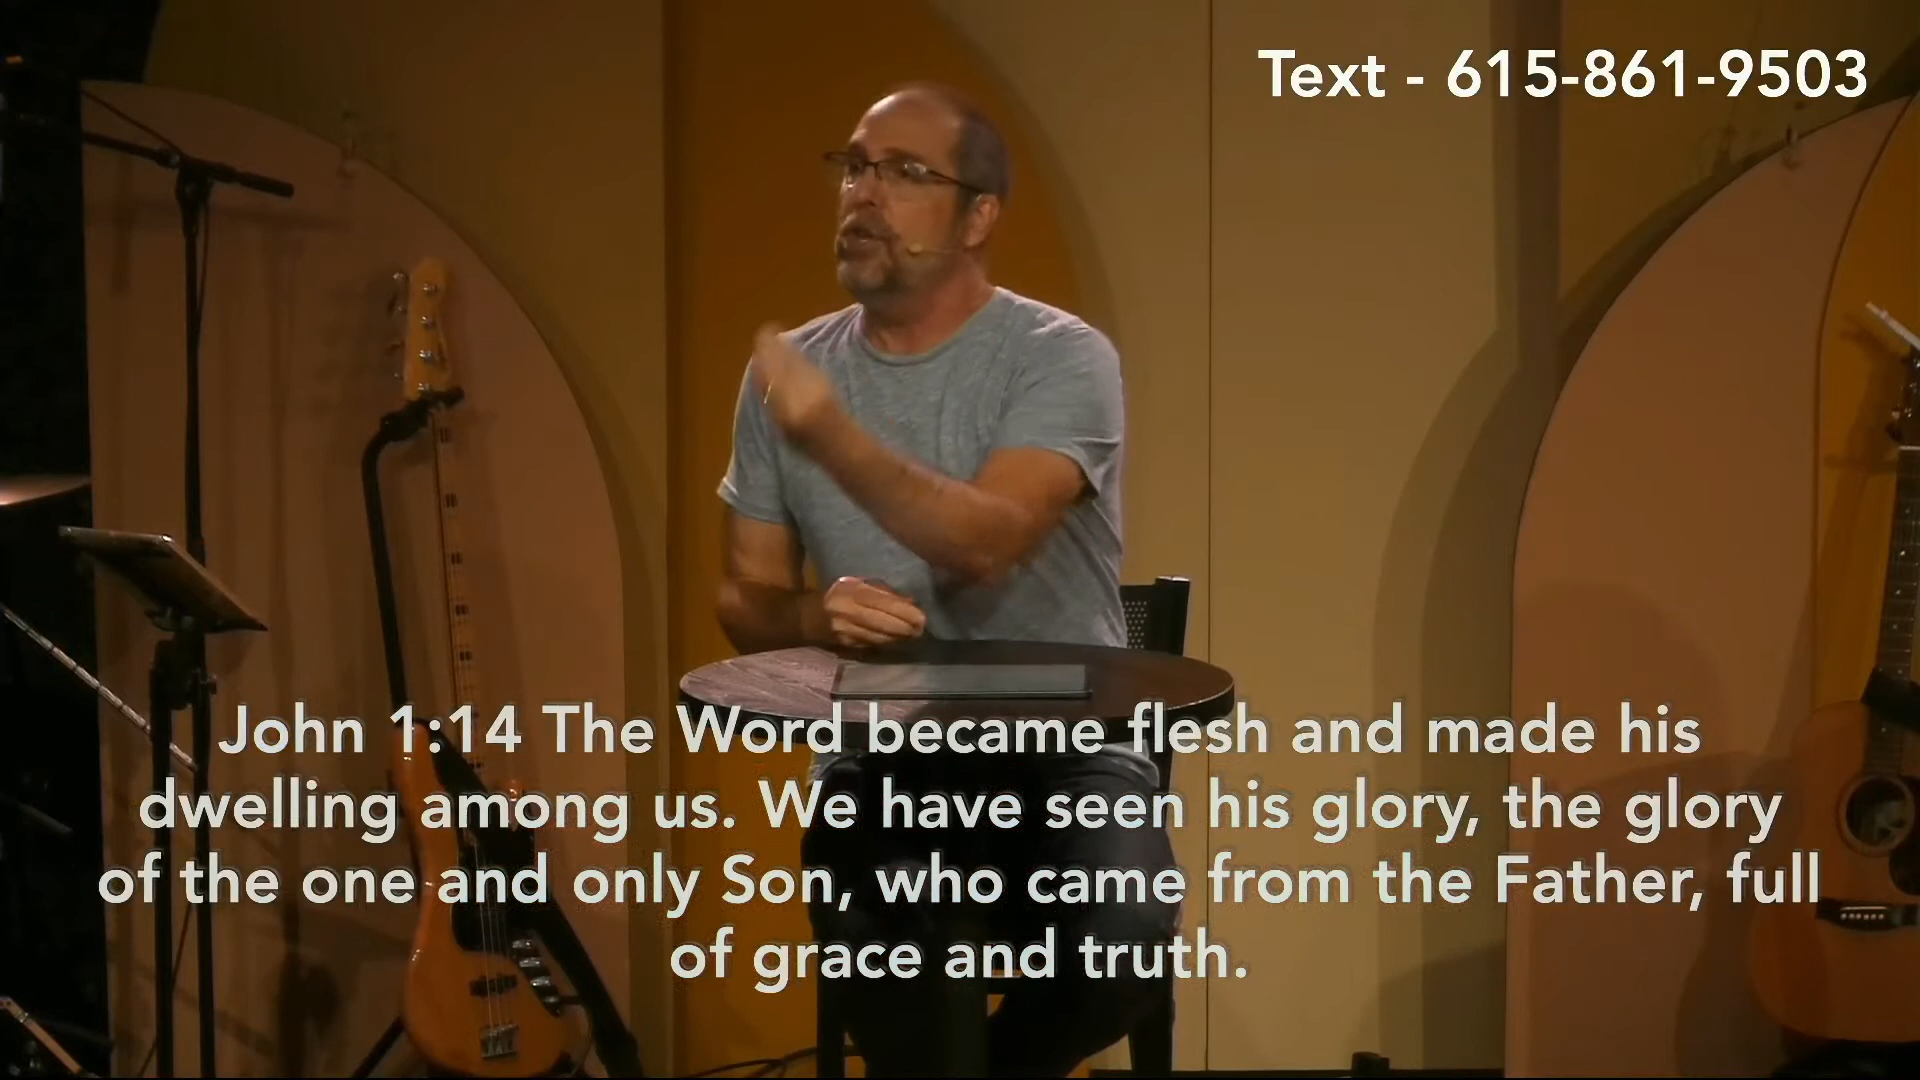 Text - 615-861-9503
John 1:14 The Word became flesh and made his
dwelling among us. We have seen his glory, the glory
of the one and only Son, who came from the Father, full
of grace and truth.